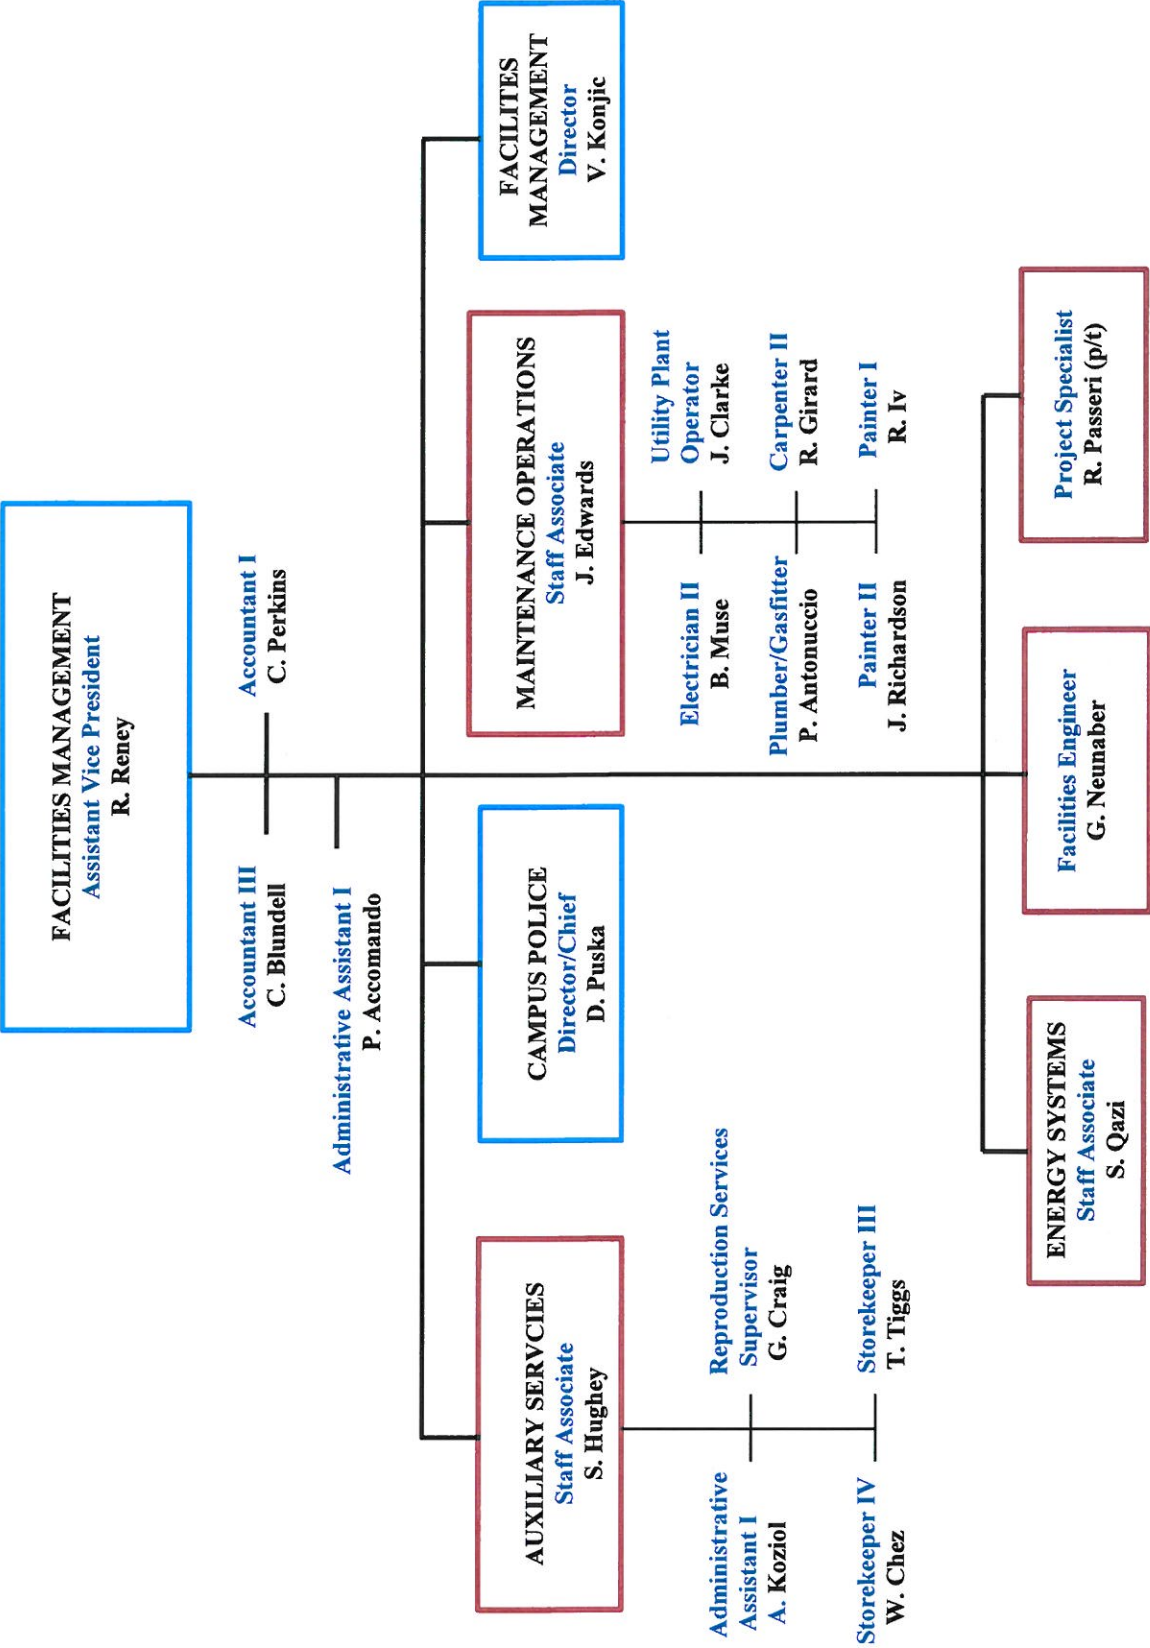 FACILITIES MANAGEMENT
Assistant Vice President
R. Reney
Accountant III
C. Blundell
Accountant I
C. Perkins
Administrative Assistant I
P. Accomando
AUXILIARY SERVCIES
Staff Associate
S. Hughey
CAMPUS POLICE
Director/Chief
D. Puska
MAINTENANCE OPERATIONS
Staff Associate
J. Edwards
FACILITES
MANAGEMENT
Director
V. Konjic
Administrative
Assistant I
A. Koziol
Reproduction Services
Supervisor
G. Craig
Storekeeper IV
W. Chez
Storekeeper III
T. Tiggs
Electrician II
B. Muse
Utility Plant
Operator
J. Clarke
Plumber/Gasfitter
P. Antonuccio
Carpenter II
R. Girard
Painter II
J. Richardson
Painter I
R. Iv
ENERGY SYSTEMS
Staff Associate
S. Qazi
Facilities Engineer
G. Neunaber
Project Specialist
R. Passeri (p/t)